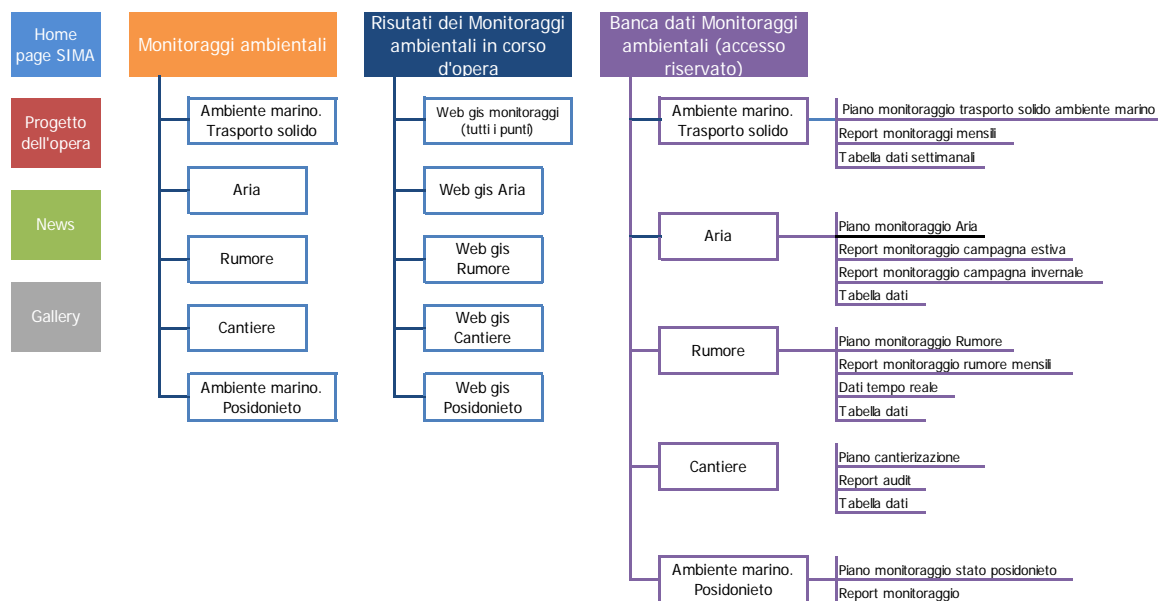 Home
page SIMA
Progetto
dell'opera
News
Gallery
Monitoraggi ambientali
Ambiente marino.
Trasporto solido
Aria
Rumore
Cantiere
Ambiente marino.
Posidonieto
Risutati dei Monitoraggi
ambientali in corso
d'opera
Web gis monitoraggi
(tutti i punti)
Web gis Aria
Web gis
Rumore
Web gis
Cantiere
Web gis
Posidonieto
Banca dati Monitoraggi
ambientali (accesso
riservato)
Ambiente marino.
Trasporto solido
Piano monitoraggio trasporto solido ambiente marino
Report monitoraggi mensili
Tabella dati settimanali
Aria
Piano monitoraggio Aria
Report monitoraggio campagna estiva
Report monitoraggio campagna invernale
Tabella dati
Rumore
Piano monitoraggio Rumore
Report monitoraggio rumore mensili
Dati tempo reale
Tabella dati
Cantiere
Piano cantierizazione
Report audit
Tabella dati
Ambiente marino.
Posidonieto
Piano monitoraggio stato posidonieto
Report monitoraggio